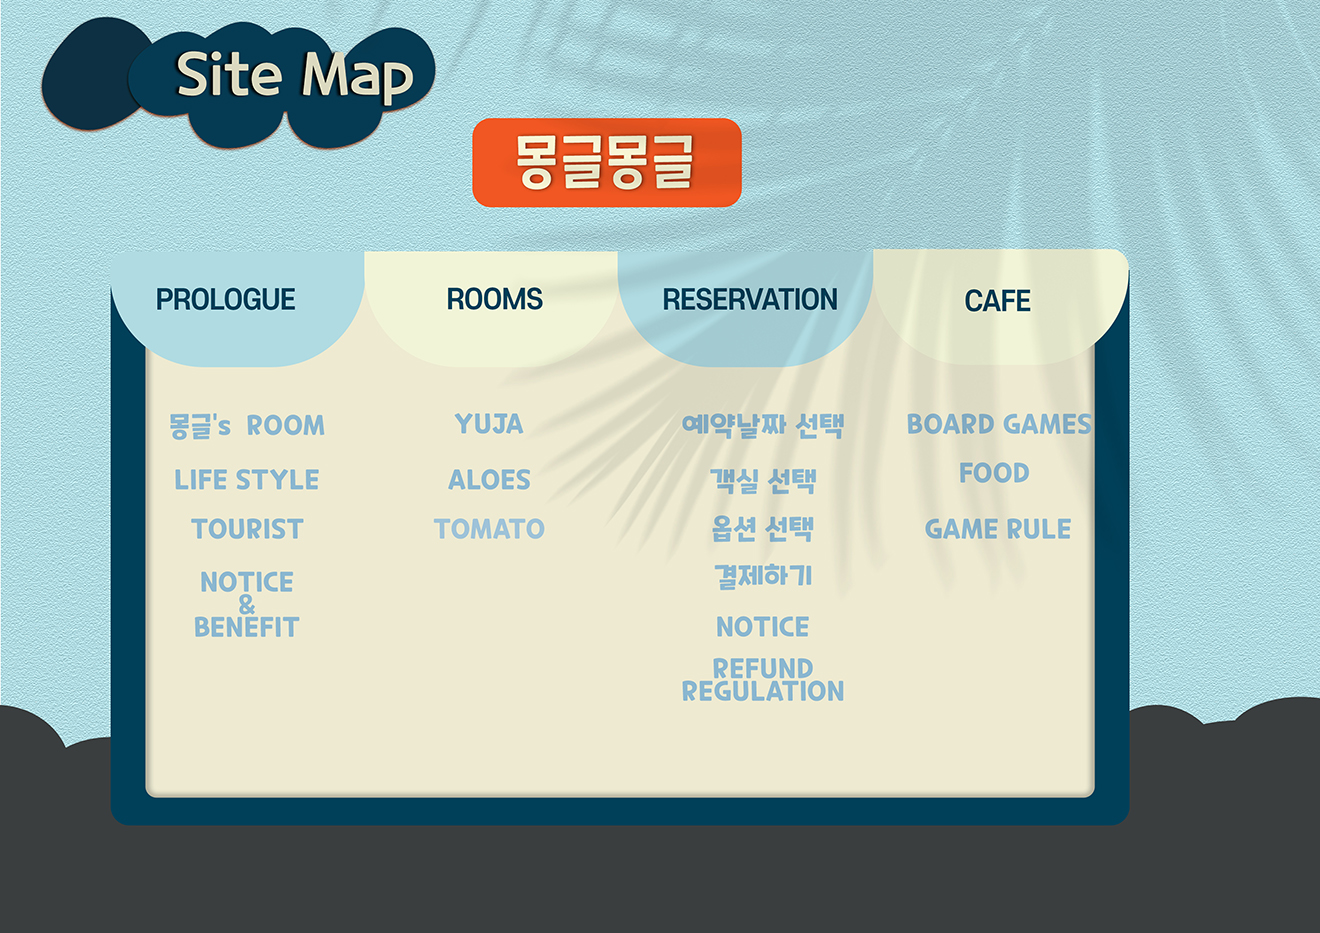 Site Map
몽글몽글
PROLOGUE
몽글's ROOM
LIFE STYLE
TOURIST
NOTICE
&
BENEFIT
ROOMS
YUJA
ALOES
TOMATO
RESERVATION
예약날짜 선택
객실 선택
옵션 선택
결제하기
NOTICE
REFUND
REGULATION
CAFE
BOARD GAMES
FOOD
GAME RULE